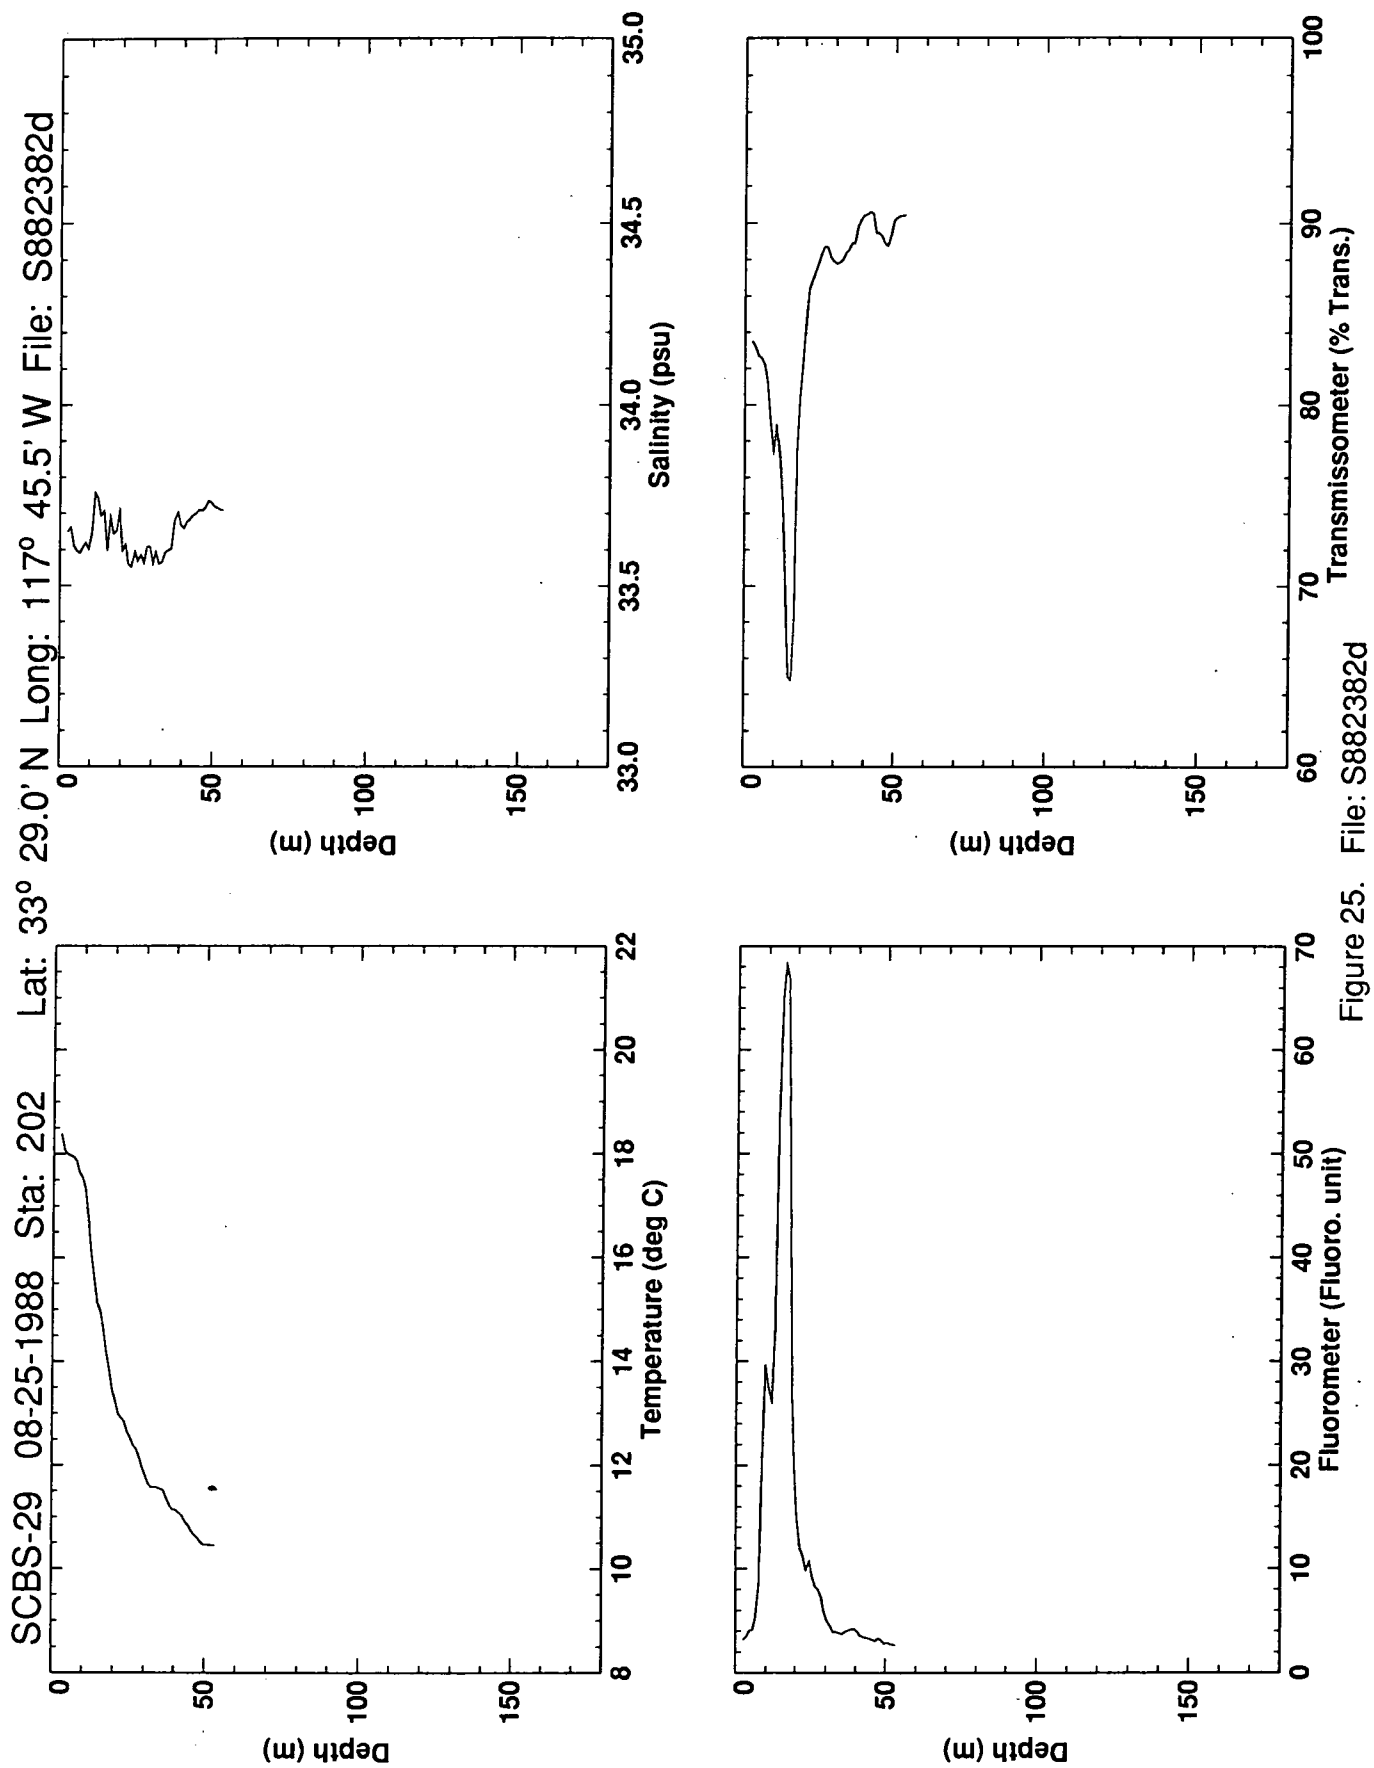 SCBS-29 08-25-1988 Sta: 202 Lat: 33° 29.0' N Long: 117° 45.5' W File: S882382d
0
50
100
150
Depth (m)
8 10 12 14 16 18 20 22
Temperature (deg C)
0
50
100
150
Depth (m)
33.0 33.5 34.0 34.5 35.0
Salinity (psu)
0
50
100
150
Depth (m)
0 10 20 30 40 50 60 70
Fluorometer (Fluoro. unit)
0
50
100
150
Depth (m)
60 70 80 90 100
Transmissometer (% Trans.)
Figure 25. File: S882382d